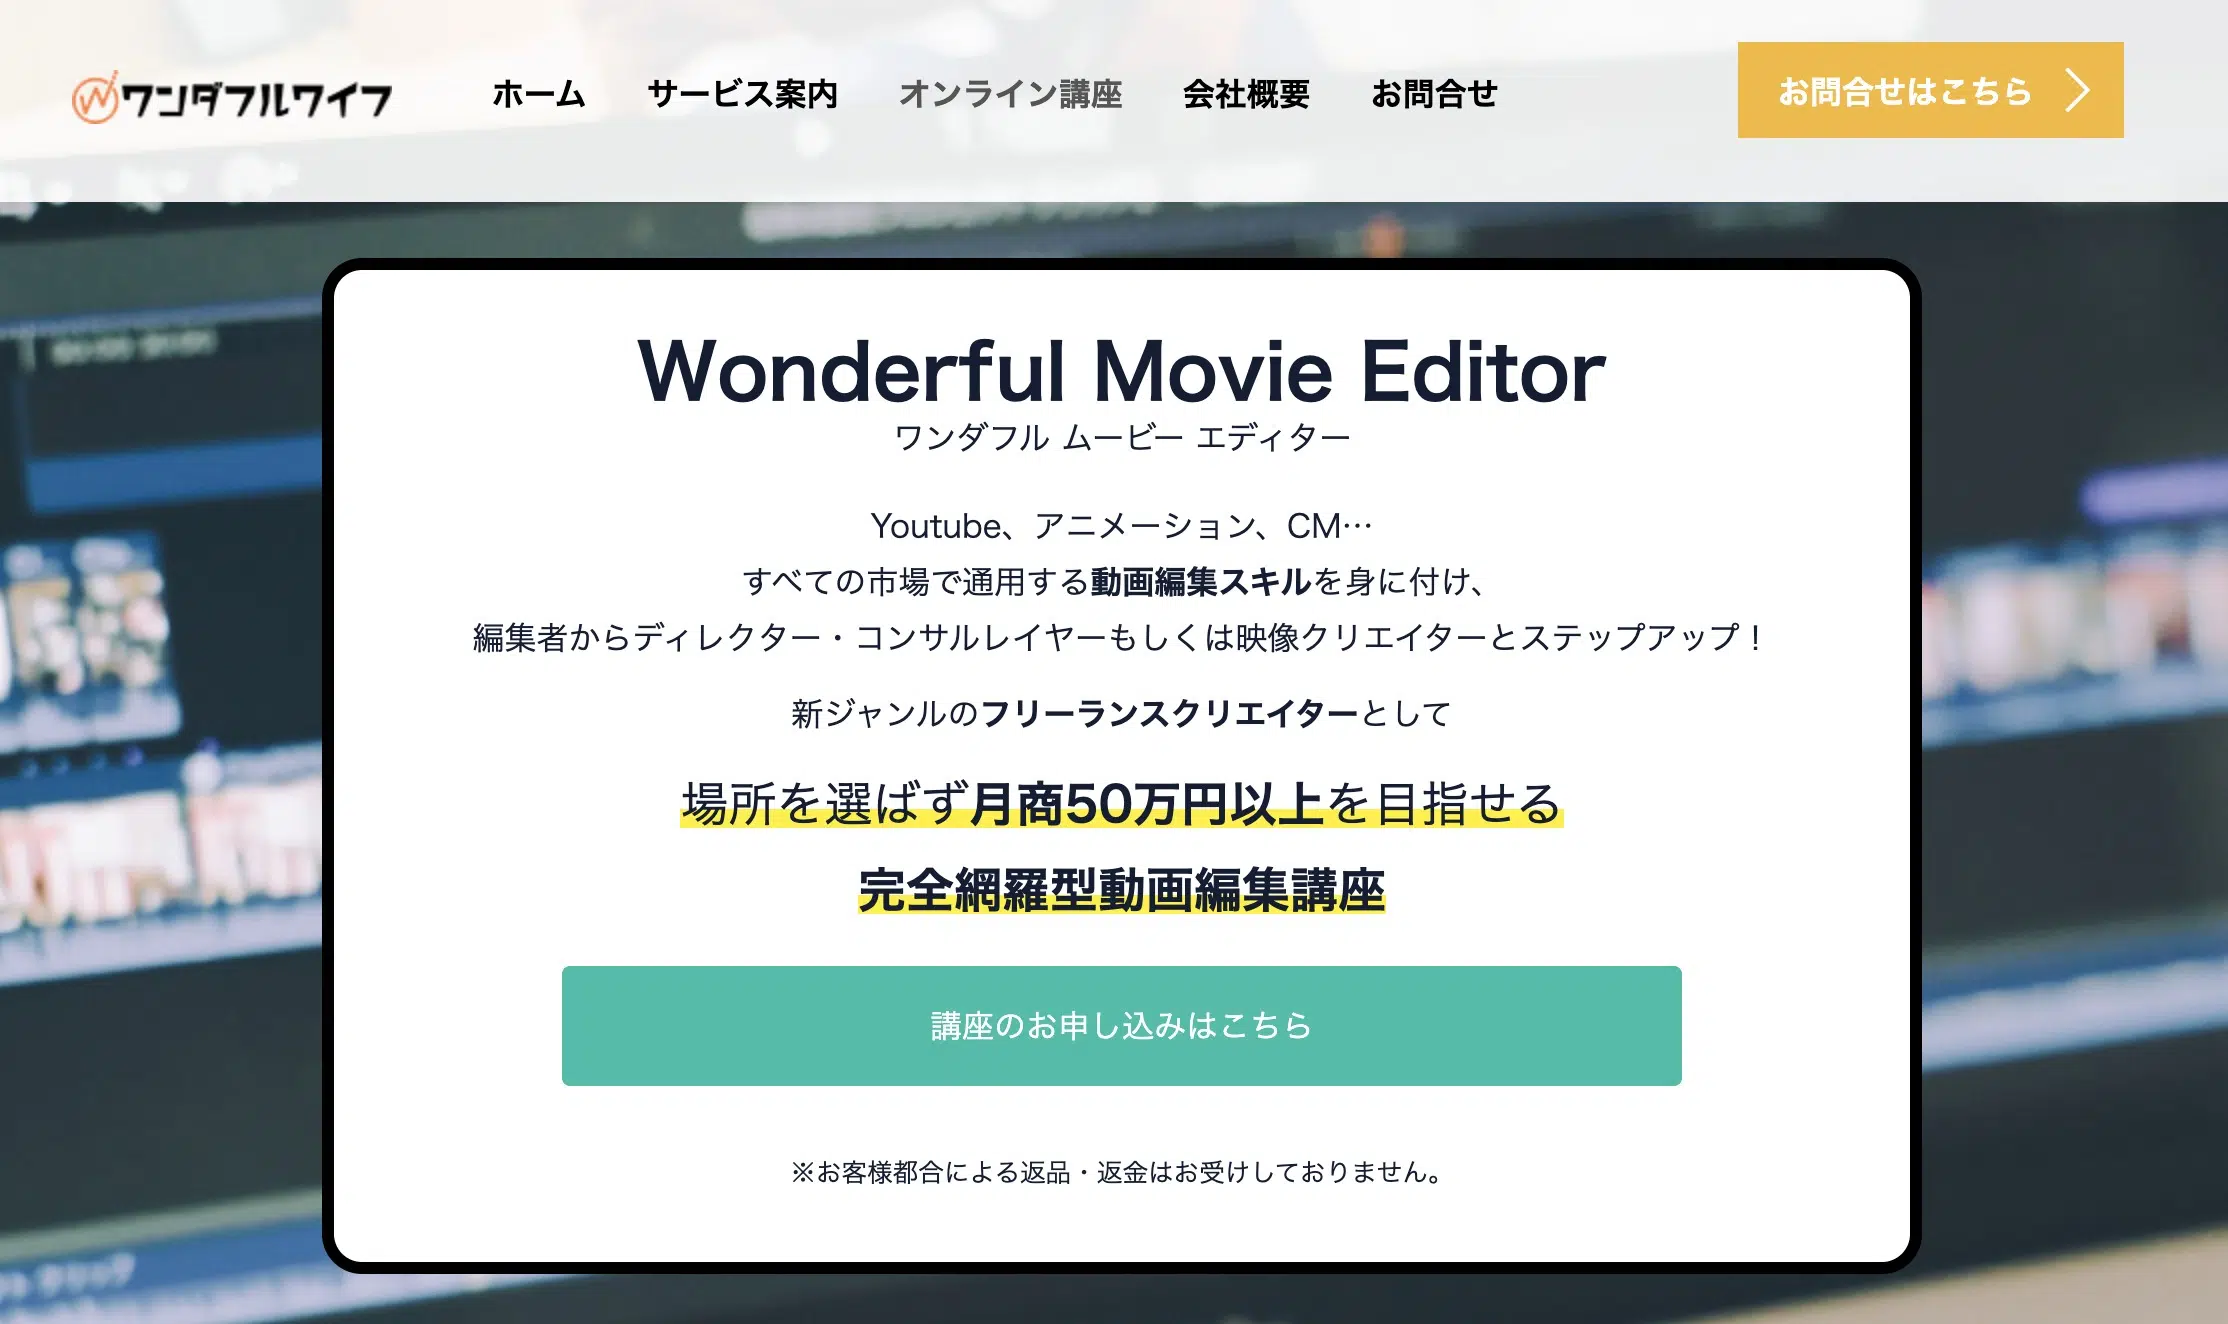 ワンダフルワイフ
ホーム サービス案内 オンライン講座 会社概要 お問合せ
お問合せはこちら
Wonderful Movie Editor
ワンダフル ムービー エディター
Youtube、アニメーション、CM…
すべての市場で通用する動画編集スキルを身に付け、
編集者からディレクター・コンサルレイヤーもしくは映像クリエイターとステップアップ！
新ジャンルのフリーランスクリエイターとして
場所を選ばず月商50万円以上を目指せる
完全網羅型動画編集講座
講座のお申し込みはこちら
※お客様都合による返品・返金はお受けしておりません。